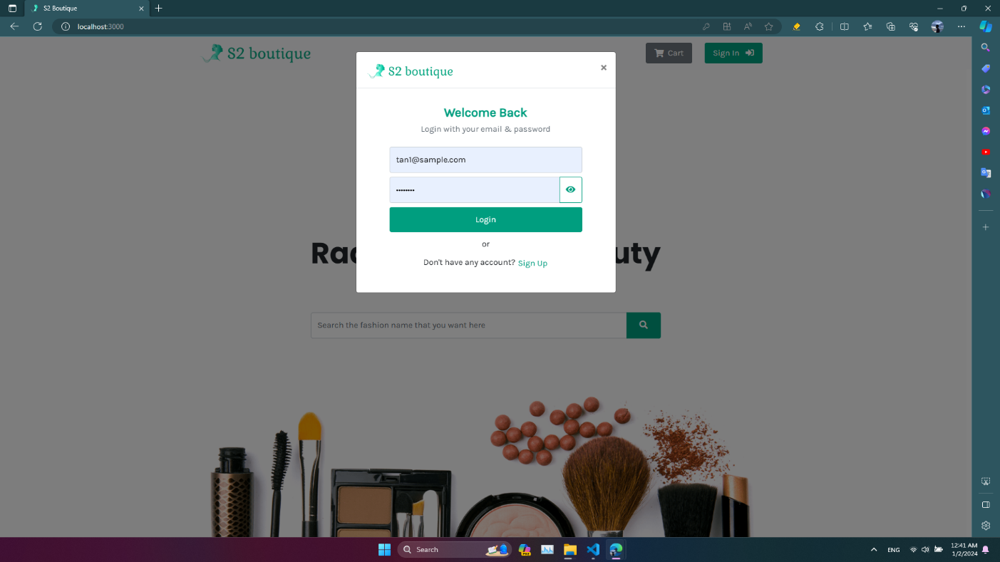 S2 Boutique
localhost:3000
S2 boutique
Cart
Sign In
S2 boutique
×
Welcome Back
Login with your email & password
tan1@sample.com
••••••••
Login
or
Don't have any account? Sign Up
uty
Search the fashion name that you want here
Search
ENG
12:41 AM
1/2/2024